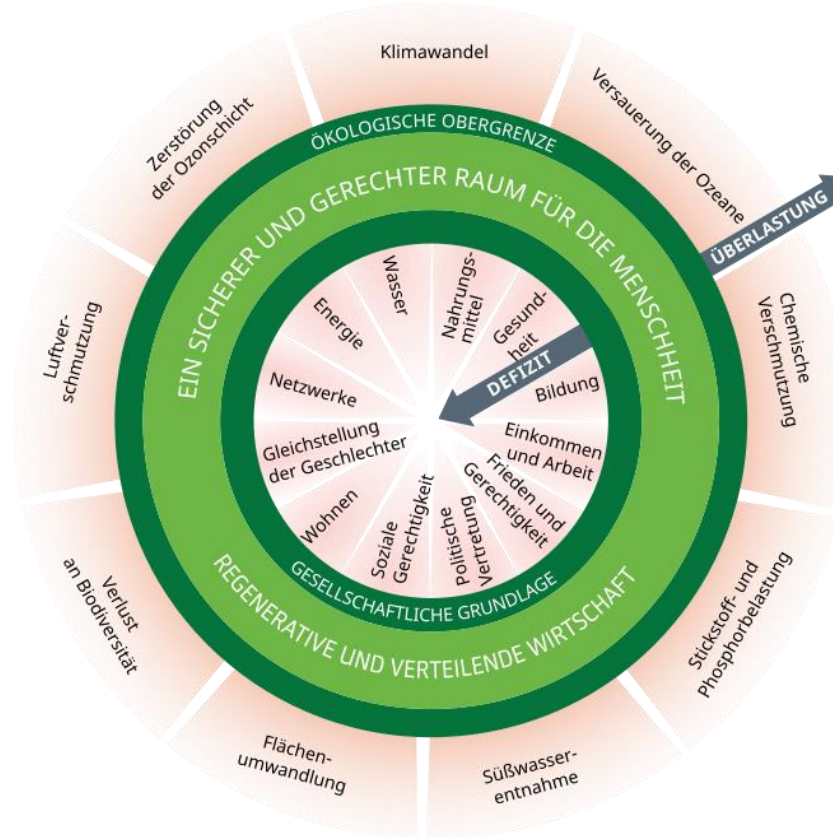 Klimawandel
Versauerung der Ozeane
ÜBERLASTUNG
Chemische
Verschmutzung
Stickstoff- und
Phosphorbelastung
Süßwasser-
entnahme
Flächen-
umwandlung
Verlust
an Biodiversität
Luftver-
schmutzung
Zerstörung
der Ozonschicht
ÖKOLOGISCHE OBERGRENZE
EIN SICHERER UND GERECHTER RAUM FÜR DIE MENSCHHEIT
Wasser
Nahrungs-
mittel
Gesund-
heit
DEFIZIT
Bildung
Einkommen
und Arbeit
Frieden und
Gerechtigkeit
Politische
Vertretung
Soziale
Gerechtigkeit
Wohnen
Gleichstellung
der Geschlechter
Netzwerke
Energie
GESELLSCHAFTLICHE GRUNDLAGE
REGENERATIVE UND VERTEILENDE WIRTSCHAFT